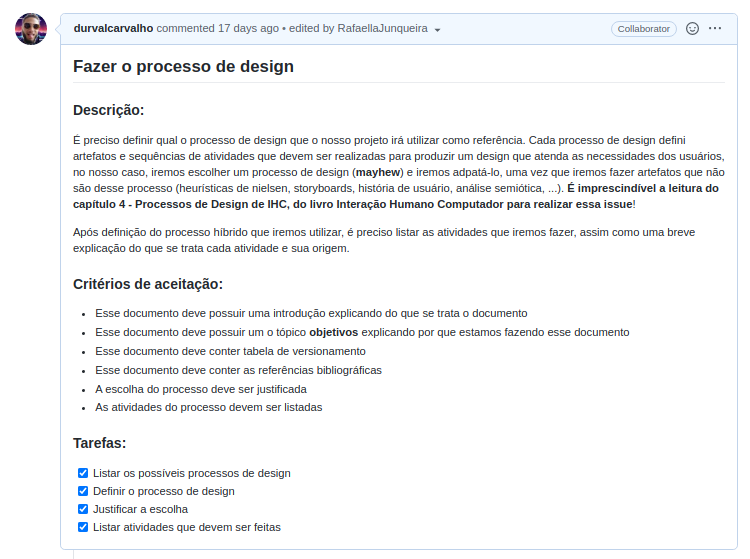 durvalcarvalho commented 17 days ago • edited by RafaellaJunqueira
Collaborator
Fazer o processo de design
Descrição:
É preciso definir qual o processo de design que o nosso projeto irá utilizar como referência. Cada processo de design defini
artefatos e sequências de atividades que devem ser realizadas para produzir um design que atenda as necessidades dos usuários,
no nosso caso, iremos escolher um processo de design (mayhew) e iremos adpatá-lo, uma vez que iremos fazer artefatos que não
são desse processo (heurísticas de nielsen, storyboards, história de usuário, análise semiótica, ...). É imprescindível a leitura do
capítulo 4 - Processos de Design de IHC, do livro Interação Humano Computador para realizar essa issue!
Após definição do processo híbrido que iremos utilizar, é preciso listar as atividades que iremos fazer, assim como uma breve
explicação do que se trata cada atividade e sua origem.
Critérios de aceitação:
• Esse documento deve possuir uma introdução explicando do que se trata o documento
• Esse documento deve possuir um o tópico objetivos explicando por que estamos fazendo esse documento
• Esse documento deve conter tabela de versionamento
• Esse documento deve conter as referências bibliográficas
• A escolha do processo deve ser justificada
• As atividades do processo devem ser listadas
Tarefas:
Listar os possíveis processos de design
Definir o processo de design
Justificar a escolha
Listar atividades que devem ser feitas